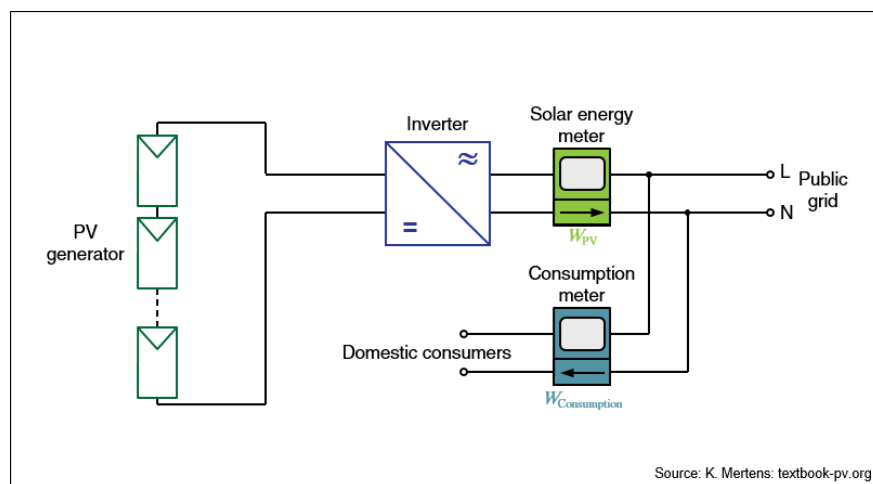 Solar energy
meter
Inverter
L
Public
grid
N
PV
generator
≈
=
W_PV
Consumption
meter
Domestic consumers
W_Consumption
Source: K. Mertens: textbook-pv.org